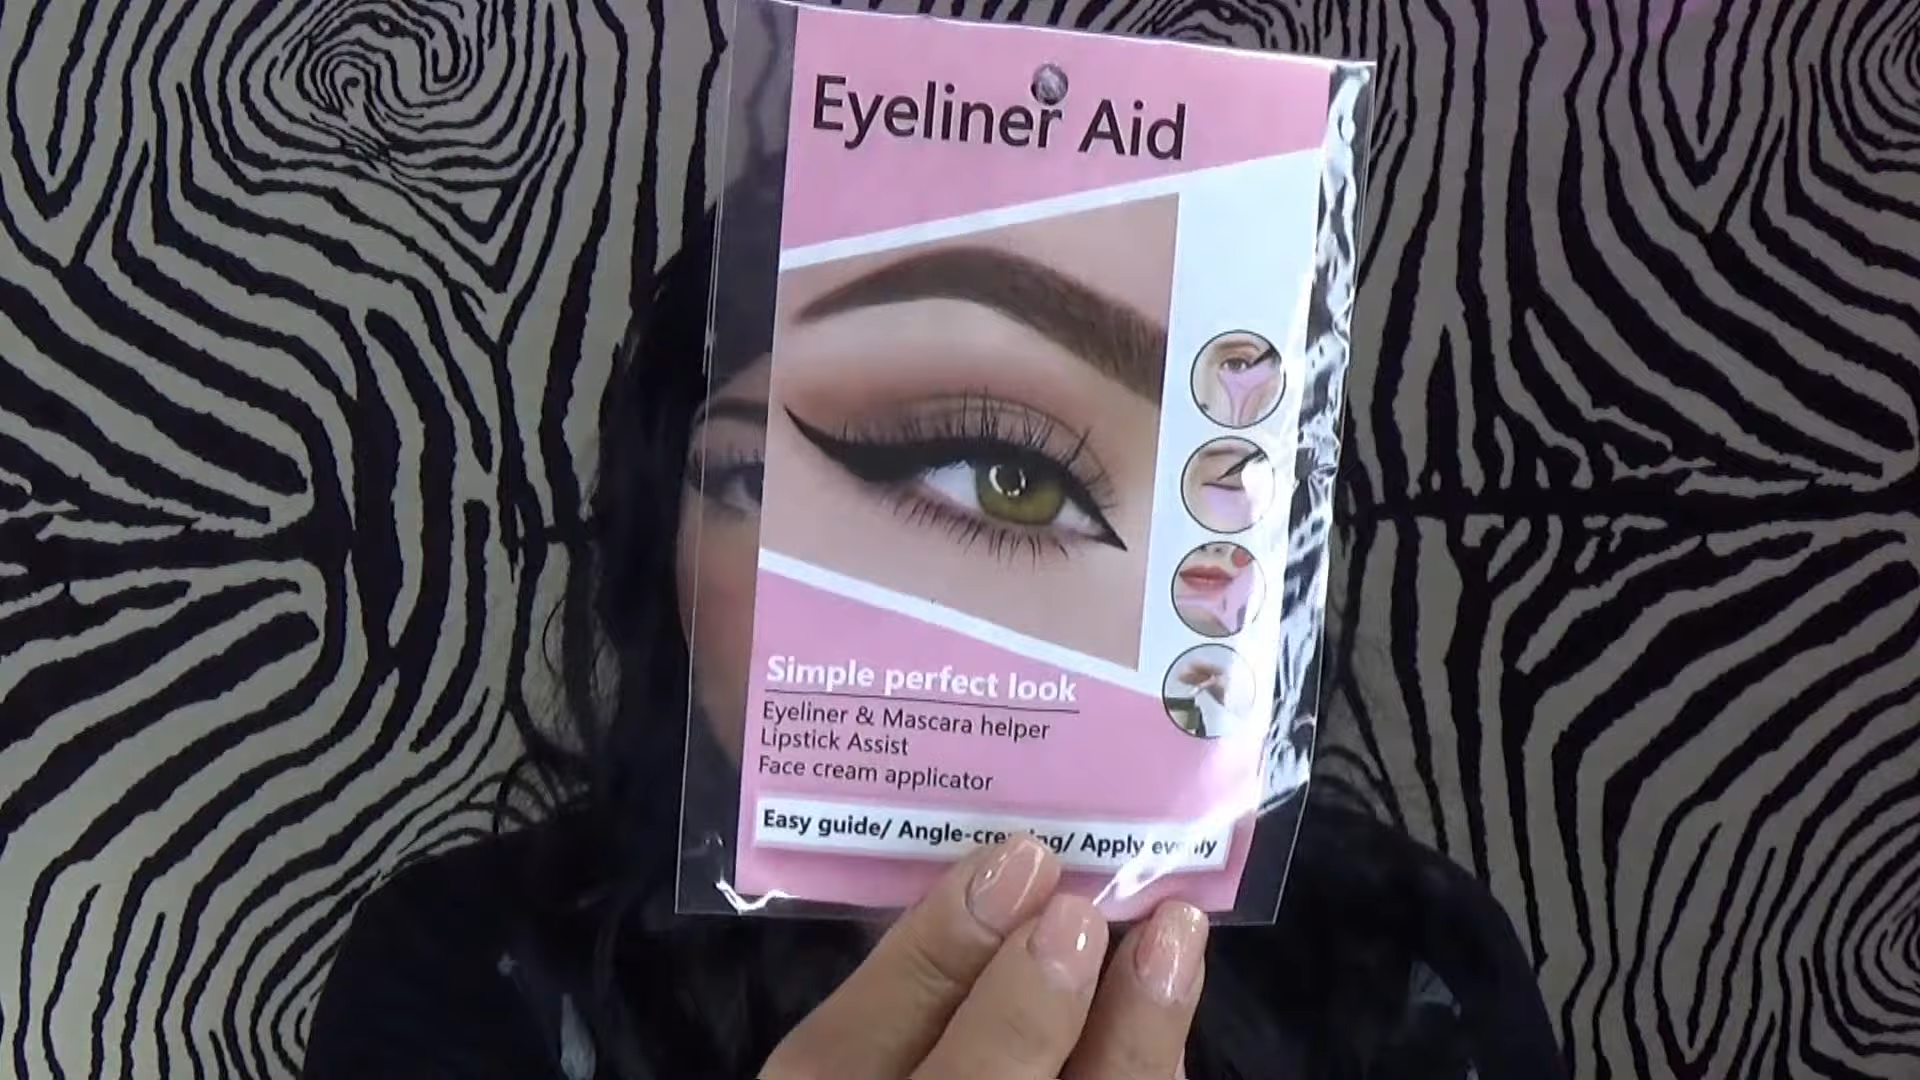 Eyeliner Aid
Simple perfect look
Eyeliner & Mascara helper
Lipstick Assist
Face cream applicator
Easy guide/ Apply